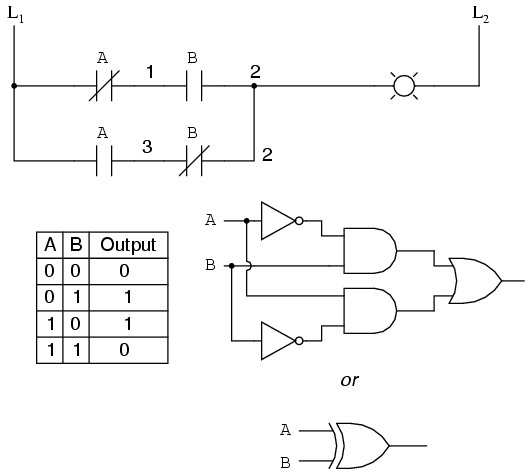 L1 L2
A 1 B 2
A 3 B 2
A B Output
0 0 0
0 1 1
1 0 1
1 1 0
A
B
or
A
B